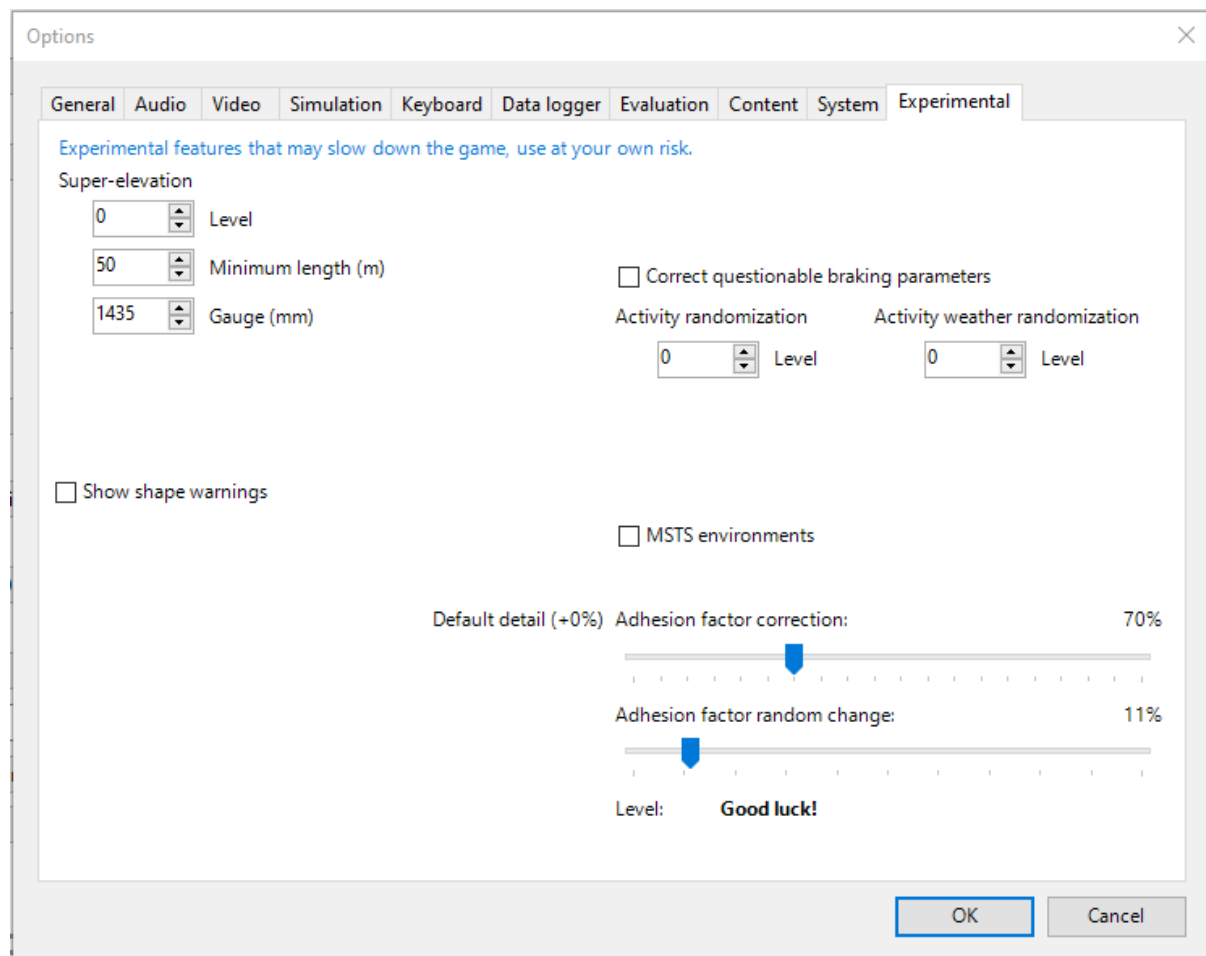 Options
General Audio Video Simulation Keyboard Data logger Evaluation Content System Experimental
Experimental features that may slow down the game, use at your own risk.
Super-elevation
0 Level
50 Minimum length (m)
Correct questionable braking parameters
1435 Gauge (mm)
Activity randomization Activity weather randomization
0 Level 0 Level
Show shape warnings
MSTS environments
Default detail (+0%) Adhesion factor correction: 70%
Adhesion factor random change: 11%
Level: Good luck!
OK Cancel